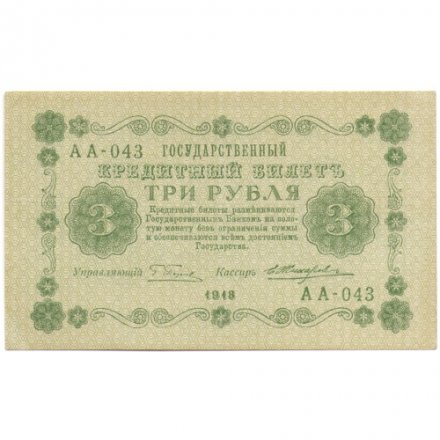 АА-043 ГОСУДАРСТВЕННЫЙ
КРЕДИТНЫЙ БИЛЕТЪ
ТРИ РУБЛЯ
3 3
Кредитные билеты размѣниваются
Государственнымъ Банкомъ на золо-
тую монету безъ ограниченія суммы
и обезпечиваются всѣмъ достояніемъ
Государства.
Управляющій Кассиръ
1918
АА-043